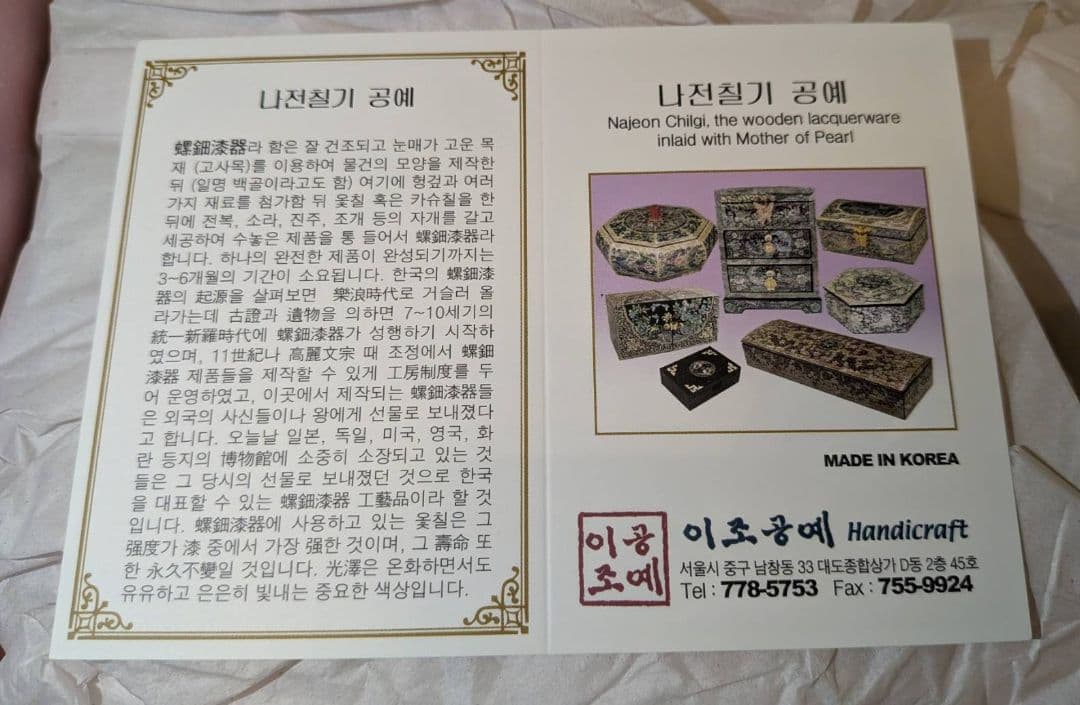 나전칠기 공예
螺鈿漆器라 함은 잘 건조되고 눈매가 고운 목
재 (고사목)를 이용하여 물건의 모양을 제작한
뒤 (일명 백골이라고도 함) 여기에 헝겊과 여러
가지 재료를 첨가함 뒤 옻칠 혹은 카슈칠을 한
뒤에 전복, 소라, 진주, 조개 등의 자개를 갈고
세공하여 수놓은 제품을 통 들어서 螺鈿漆器라
합니다. 하나의 완전한 제품이 완성되기까지는
3~6개월의 기간이 소요됩니다. 한국의 螺鈿漆
器의 起源을 살펴보면 樂浪時代로 거슬러 올
라가는데 古證과 遺物을 의하면 7~10세기의
統一新羅時代에 螺鈿漆器가 성행하기 시작하
였으며, 11世紀나 高麗文宗 때 조정에서 螺鈿
漆器 제품들을 제작할 수 있게 工房制度를 두
어 운영하였고, 이곳에서 제작되는 螺鈿漆器들
은 외국의 사신들이나 왕에게 선물로 보내졌다
고 합니다. 오늘날 일본, 독일, 미국, 영국, 화
란 등지의 博物館에 소중히 소장되고 있는 것
들은 그 당시의 선물로 보내졌던 것으로 한국
을 대표할 수 있는 螺鈿漆器 工藝品이라 할 것
입니다. 螺鈿漆器에 사용하고 있는 옻칠은 그
强度가 漆 중에서 가장 强한 것이며, 그 壽命 또
한 永久不變일 것입니다. 光澤은 온화하면서도
유유하고 은은히 빛내는 중요한 색상입니다.
나전칠기 공예
Najeon Chilgi, the wooden lacquerware
inlaid with Mother of Pearl
MADE IN KOREA
이공
조예
이조공예 Handicraft
서울시 중구 남창동 33 대도종합상가 D동 2층 45호
Tel : 778-5753 Fax : 755-9924